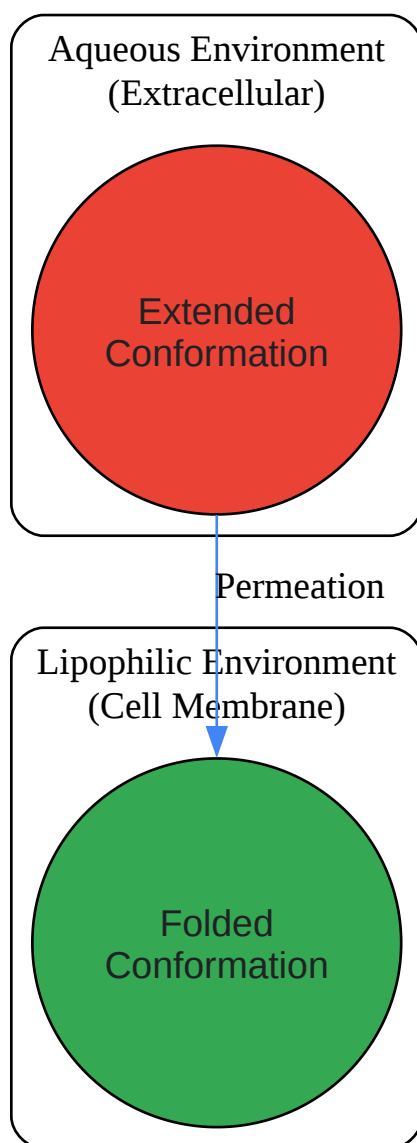 Aqueous Environment
(Extracellular)
Extended
Conformation
Permeation
Lipophilic Environment
(Cell Membrane)
Folded
Conformation